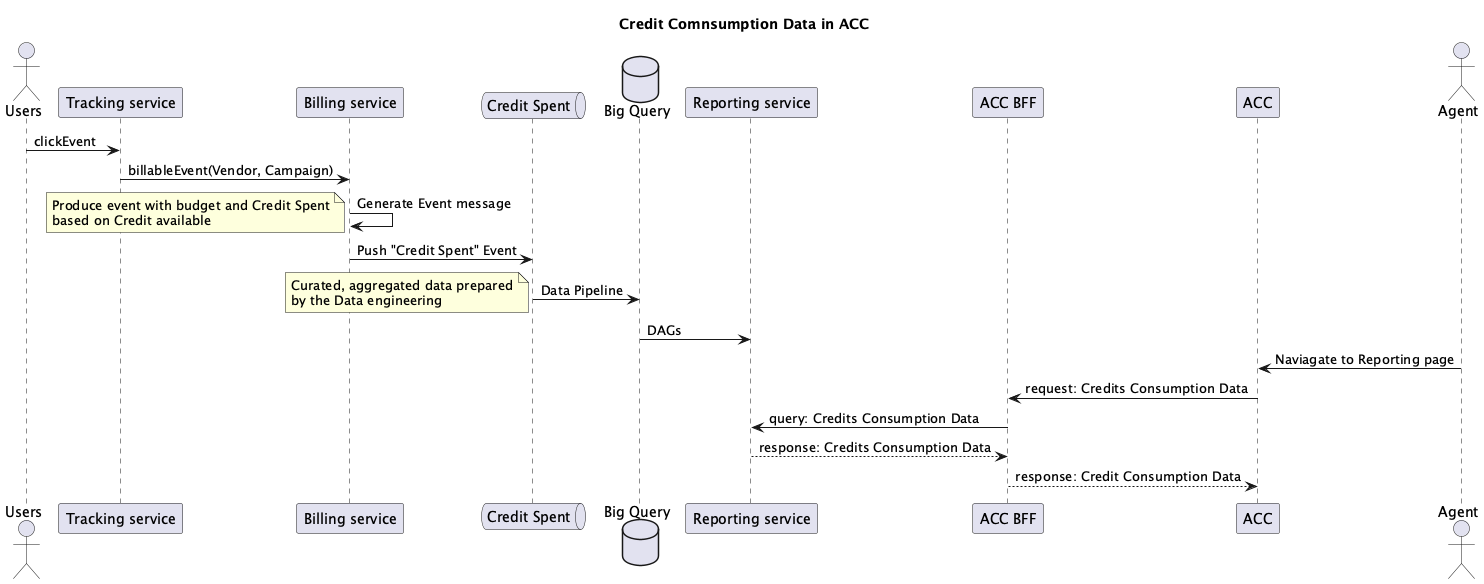 Credit Comnsumption Data in ACC
Users
Tracking service
Billing service
Credit Spent
Big Query
Reporting service
ACC BFF
ACC
Agent
clickEvent
billableEvent(Vendor, Campaign)
Produce event with budget and Credit Spent
based on Credit available
Generate Event message
Push "Credit Spent" Event
Curated, aggregated data prepared
by the Data engineering
Data Pipeline
DAGs
Naviagate to Reporting page
request: Credits Consumption Data
query: Credits Consumption Data
response: Credits Consumption Data
response: Credit Consumption Data
Users
Tracking service
Billing service
Credit Spent
Big Query
Reporting service
ACC BFF
ACC
Agent